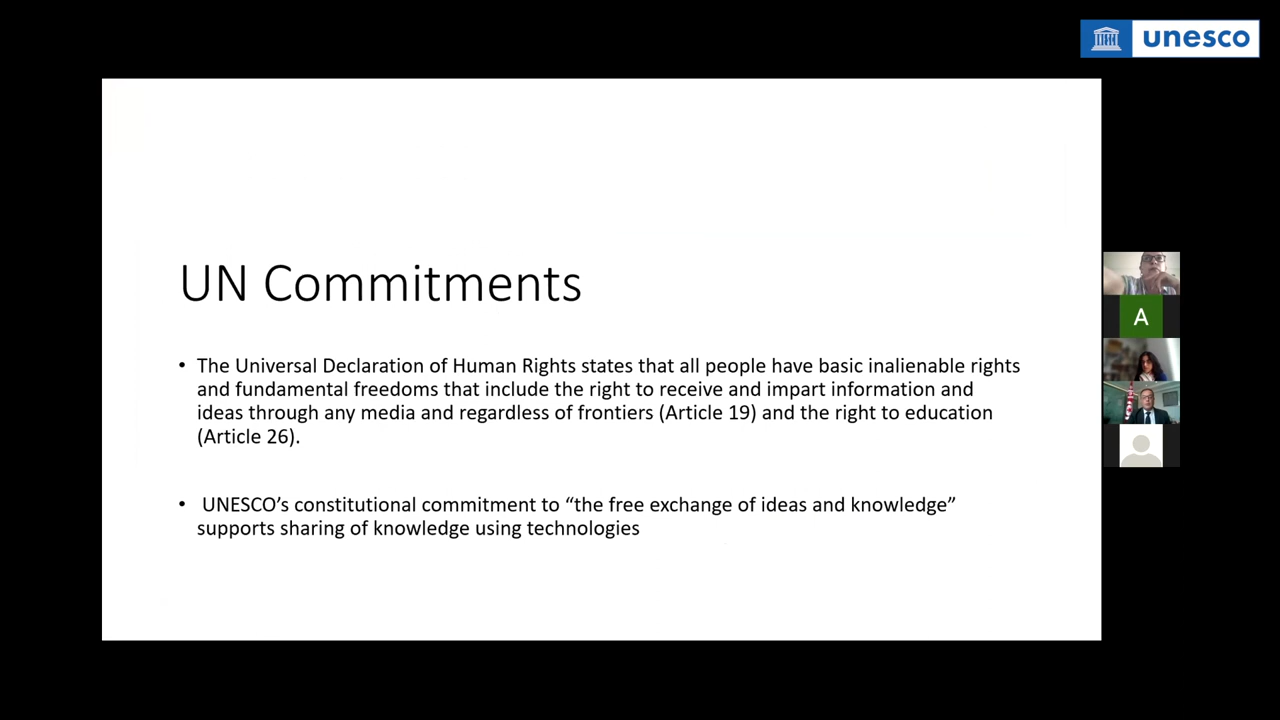 unesco
UN Commitments
• The Universal Declaration of Human Rights states that all people have basic inalienable rights
and fundamental freedoms that include the right to receive and impart information and
ideas through any media and regardless of frontiers (Article 19) and the right to education
(Article 26).
• UNESCO’s constitutional commitment to “the free exchange of ideas and knowledge”
supports sharing of knowledge using technologies
A